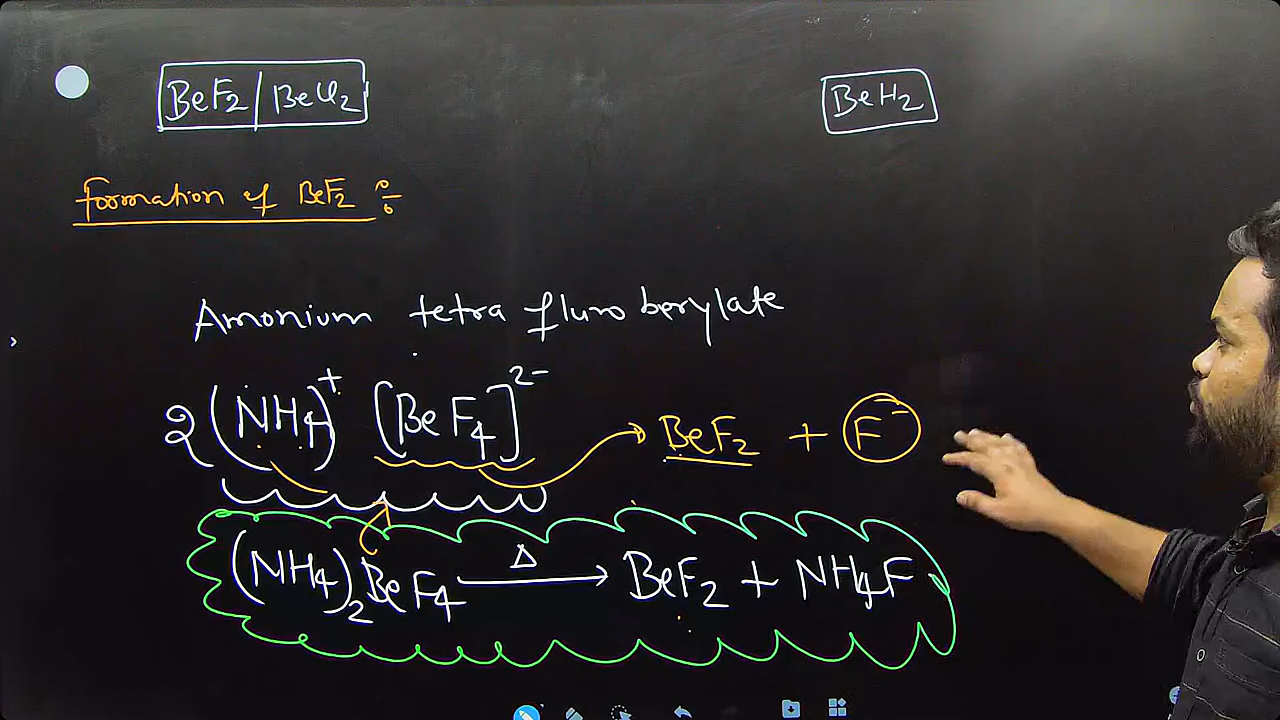 BeF₂ | BeCl₂
BeH₂
Formation of BeF₂ :-
Amonium tetra fluro berylate
2(NH₄)⁺ [BeF₄]²⁻ → BeF₂ + F⁻
(NH₄)₂BeF₄ —Δ→ BeF₂ + NH₄F